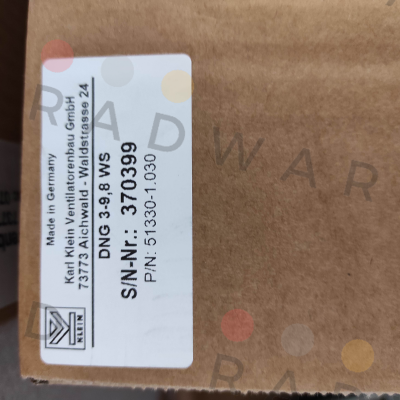 Made in Germany
Karl Klein Ventilatorenbau GmbH
73773 Aichwald - Waldstrasse 24
DNG 3-9,8 WS
S/N-Nr.: 370399
P/N: 51330-1.030
KLEIN
RADWAR
RADWAR